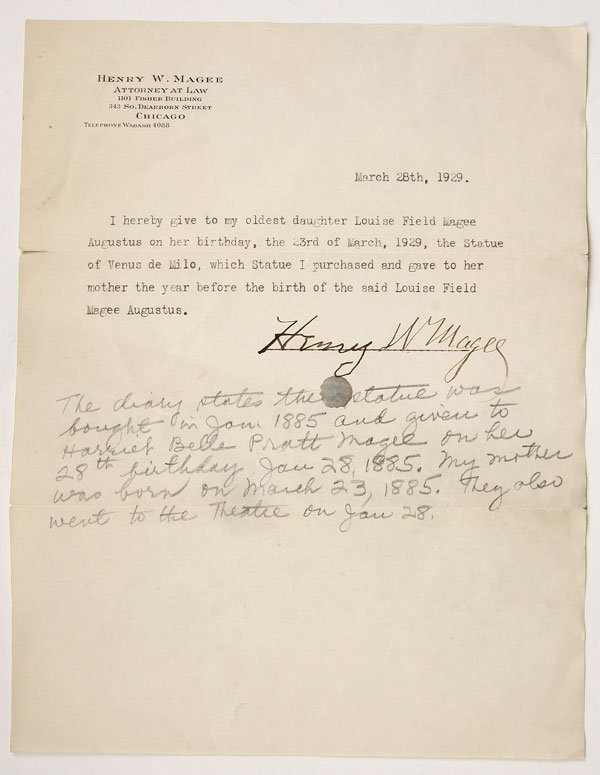 HENRY W. MAGEE
ATTORNEY AT LAW
1101 FISHER BUILDING
343 SO. DEARBORN STREET
CHICAGO
TELEPHONE WABASH 4988
March 28th, 1929.
I hereby give to my oldest daughter Louise Field Magee
Augustus on her birthday, the 23rd of March, 1929, the Statue
of Venus de Milo, which Statue I purchased and gave to her
mother the year before the birth of the said Louise Field
Magee Augustus.
Henry W Magee
The diary states the statue was
bought in Jan 1885 and given to
Harriet Belle Pratt Magee on her
28th birthday Jan 28, 1885. My mother
was born on March 23, 1885. They also
went to the Theatre on Jan 28.